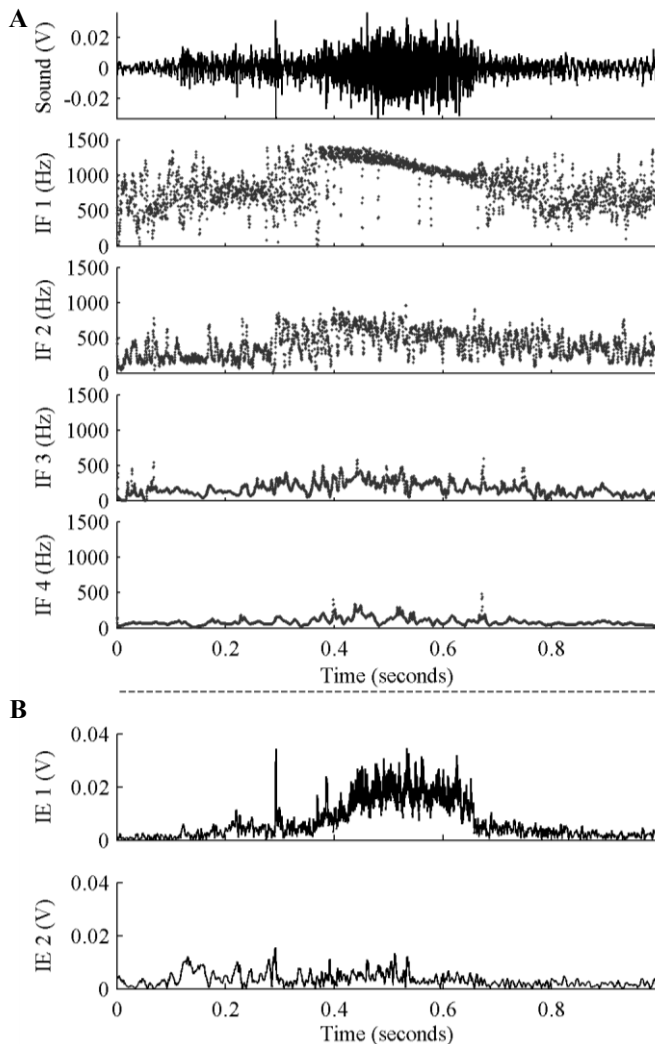 A
Sound (V)
0.02
0
-0.02
IF 1 (Hz)
1500
1000
500
0
IF 2 (Hz)
1500
1000
500
0
IF 3 (Hz)
1500
1000
500
0
IF 4 (Hz)
1500
1000
500
0
0 0.2 0.4 0.6 0.8
Time (seconds)
B
IE 1 (V)
0.04
0.02
0
IE 2 (V)
0.04
0.02
0
0 0.2 0.4 0.6 0.8
Time (seconds)